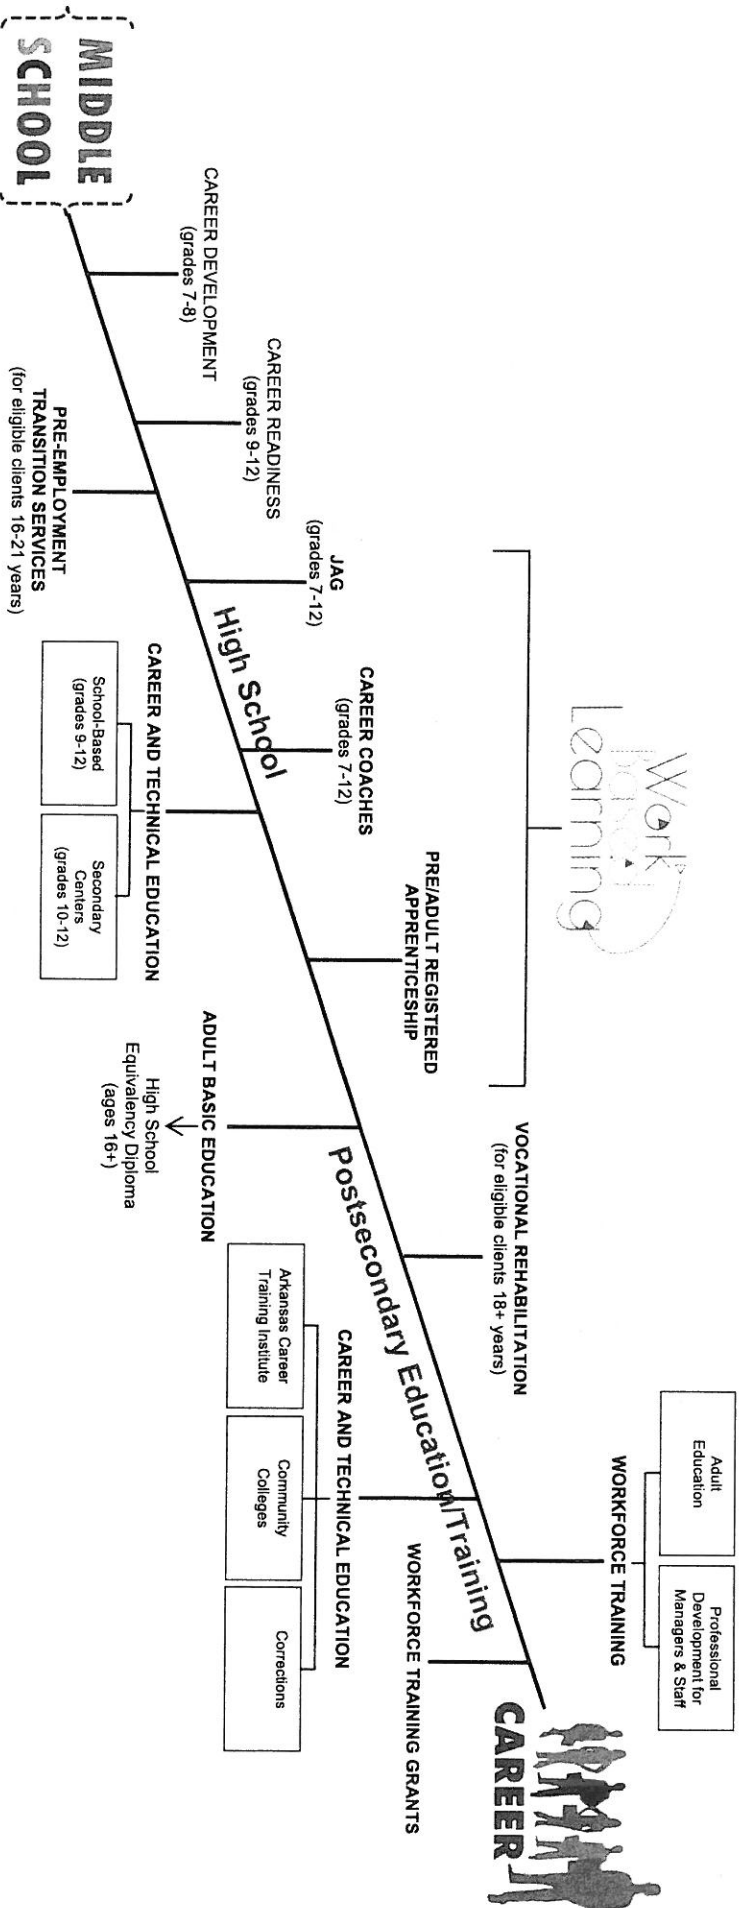 MIDDLE
SCHOOL
CAREER DEVELOPMENT
(grades 7-8)
CAREER READINESS
(grades 9-12)
PRE-EMPLOYMENT
TRANSITION SERVICES
(for eligible clients 16-21 years)
JAG
(grades 7-12)
High School
CAREER COACHES
(grades 7-12)
CAREER AND TECHNICAL EDUCATION
School-Based
(grades 9-12)
Secondary
Centers
(grades 10-12)
Work
Based
Learning
PRE/ADULT REGISTERED
APPRENTICESHIP
ADULT BASIC EDUCATION
High School
Equivalency Diploma
(ages 16+)
Postsecondary Education/Training
VOCATIONAL REHABILITATION
(for eligible clients 18+ years)
CAREER AND TECHNICAL EDUCATION
Arkansas Career
Training Institute
Community
Colleges
Corrections
Adult
Education
Professional
Development for
Managers & Staff
WORKFORCE TRAINING
WORKFORCE TRAINING GRANTS
CAREER